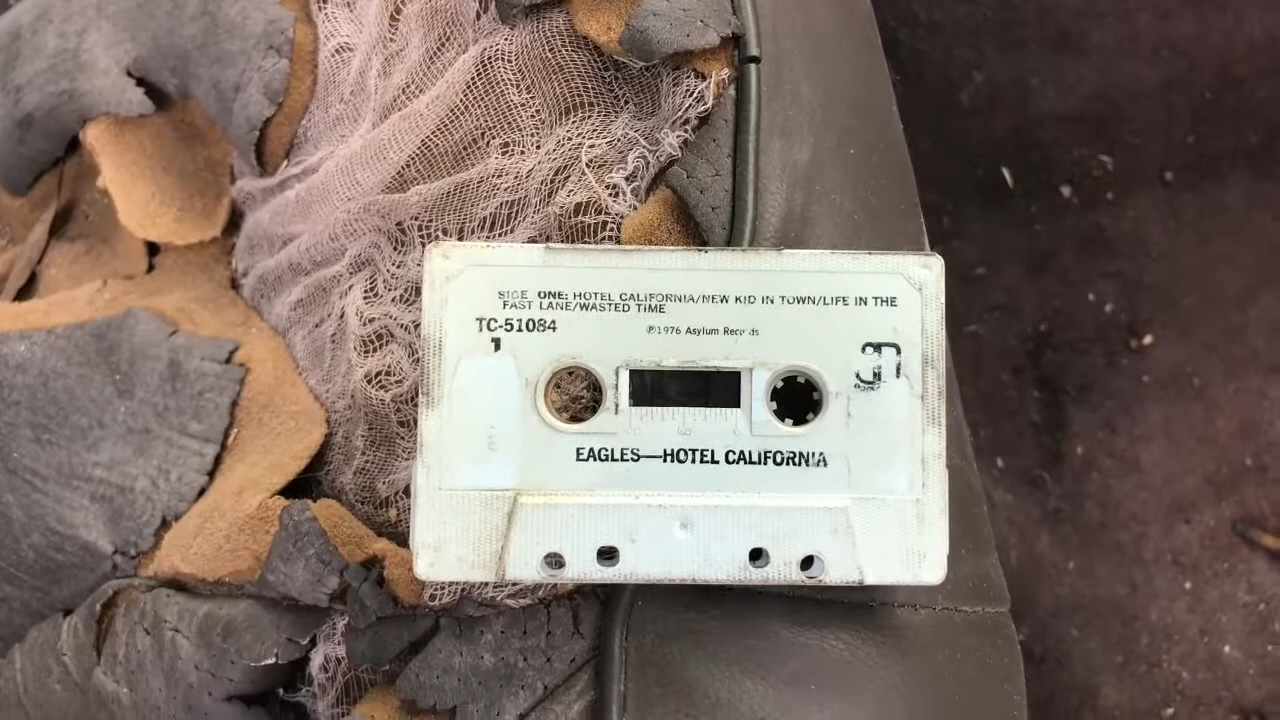 SIDE ONE: HOTEL CALIFORNIA/NEW KID IN TOWN/LIFE IN THE
FAST LANE/WASTED TIME
TC-51084
℗1976 Asylum Records
1
EAGLES—HOTEL CALIFORNIA